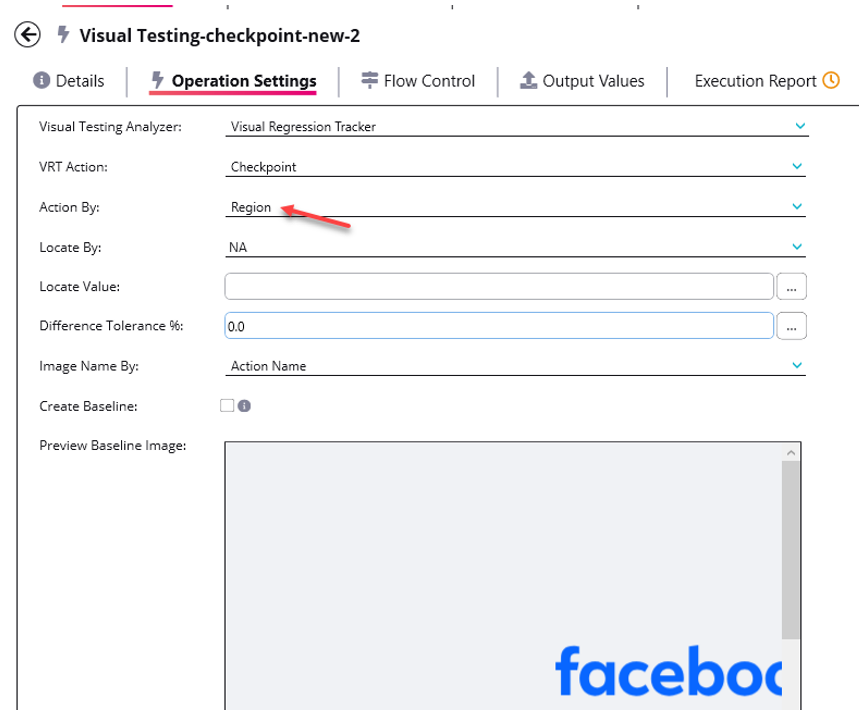 Visual Testing-checkpoint-new-2
Details Operation Settings Flow Control Output Values Execution Report
Visual Testing Analyzer: Visual Regression Tracker
VRT Action: Checkpoint
Action By: Region
Locate By: NA
Locate Value: ...
Difference Tolerance %: 0.0 ...
Image Name By: Action Name
Create Baseline:
Preview Baseline Image:
faceboo